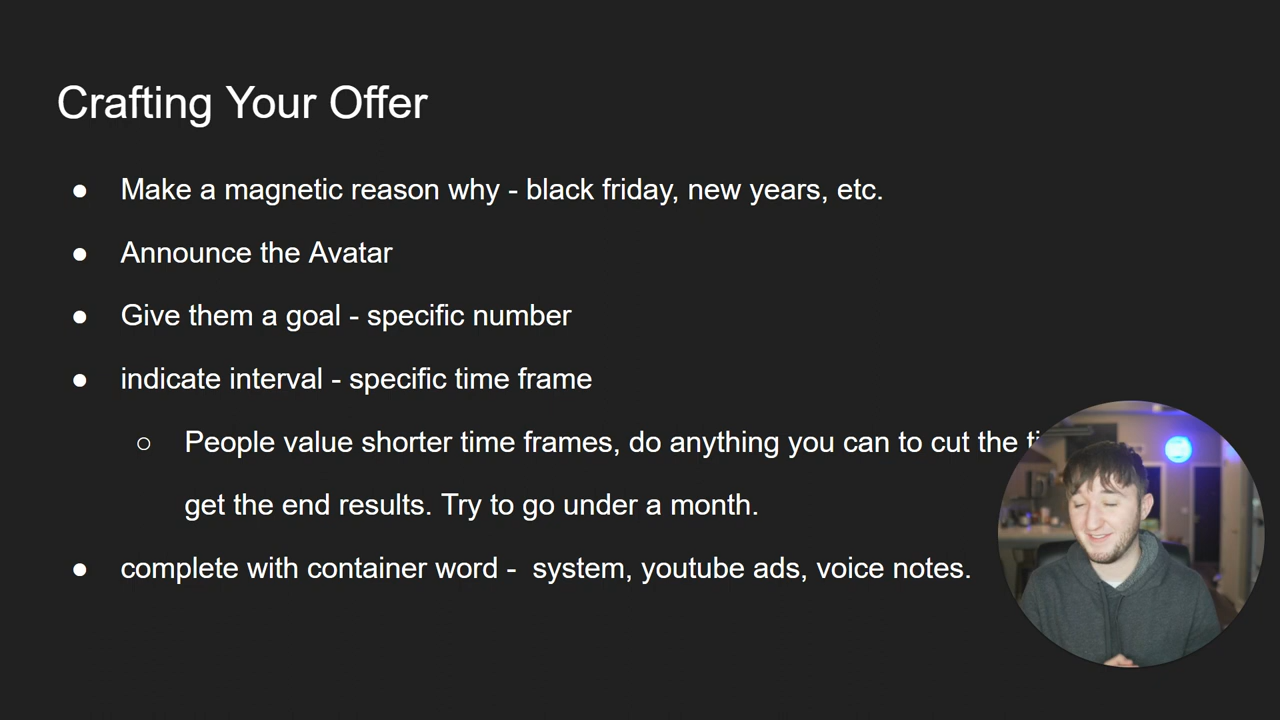 Crafting Your Offer
● Make a magnetic reason why - black friday, new years, etc.
● Announce the Avatar
● Give them a goal - specific number
● indicate interval - specific time frame
○ People value shorter time frames, do anything you can to cut the
get the end results. Try to go under a month.
● complete with container word -  system, youtube ads, voice notes.